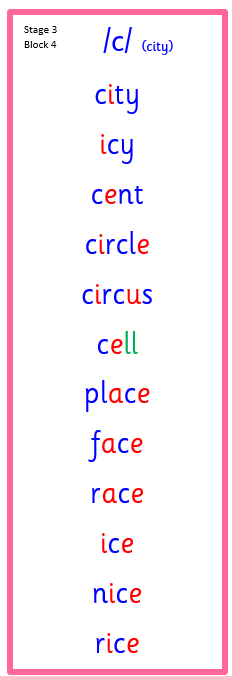 Stage 3
Block 4
/c/ (city)
city
icy
cent
circle
circus
cell
place
face
race
ice
nice
rice